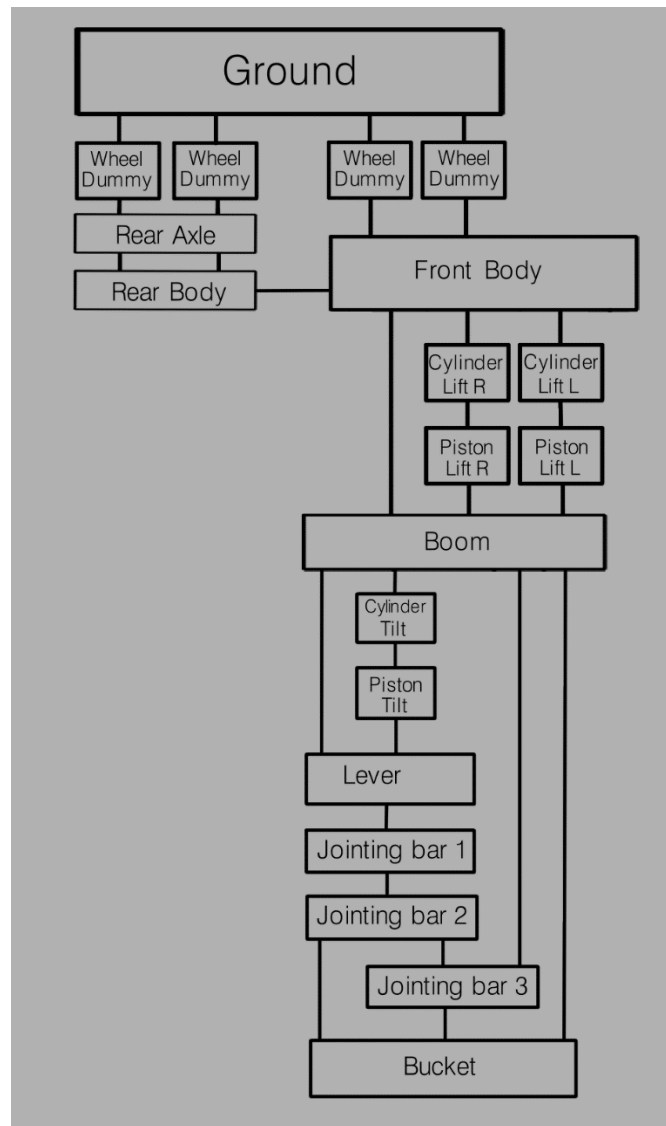 Ground
Wheel
Dummy
Wheel
Dummy
Wheel
Dummy
Wheel
Dummy
Rear Axle
Rear Body
Front Body
Cylinder
Lift R
Cylinder
Lift L
Piston
Lift R
Piston
Lift L
Boom
Cylinder
Tilt
Piston
Tilt
Lever
Jointing bar 1
Jointing bar 2
Jointing bar 3
Bucket